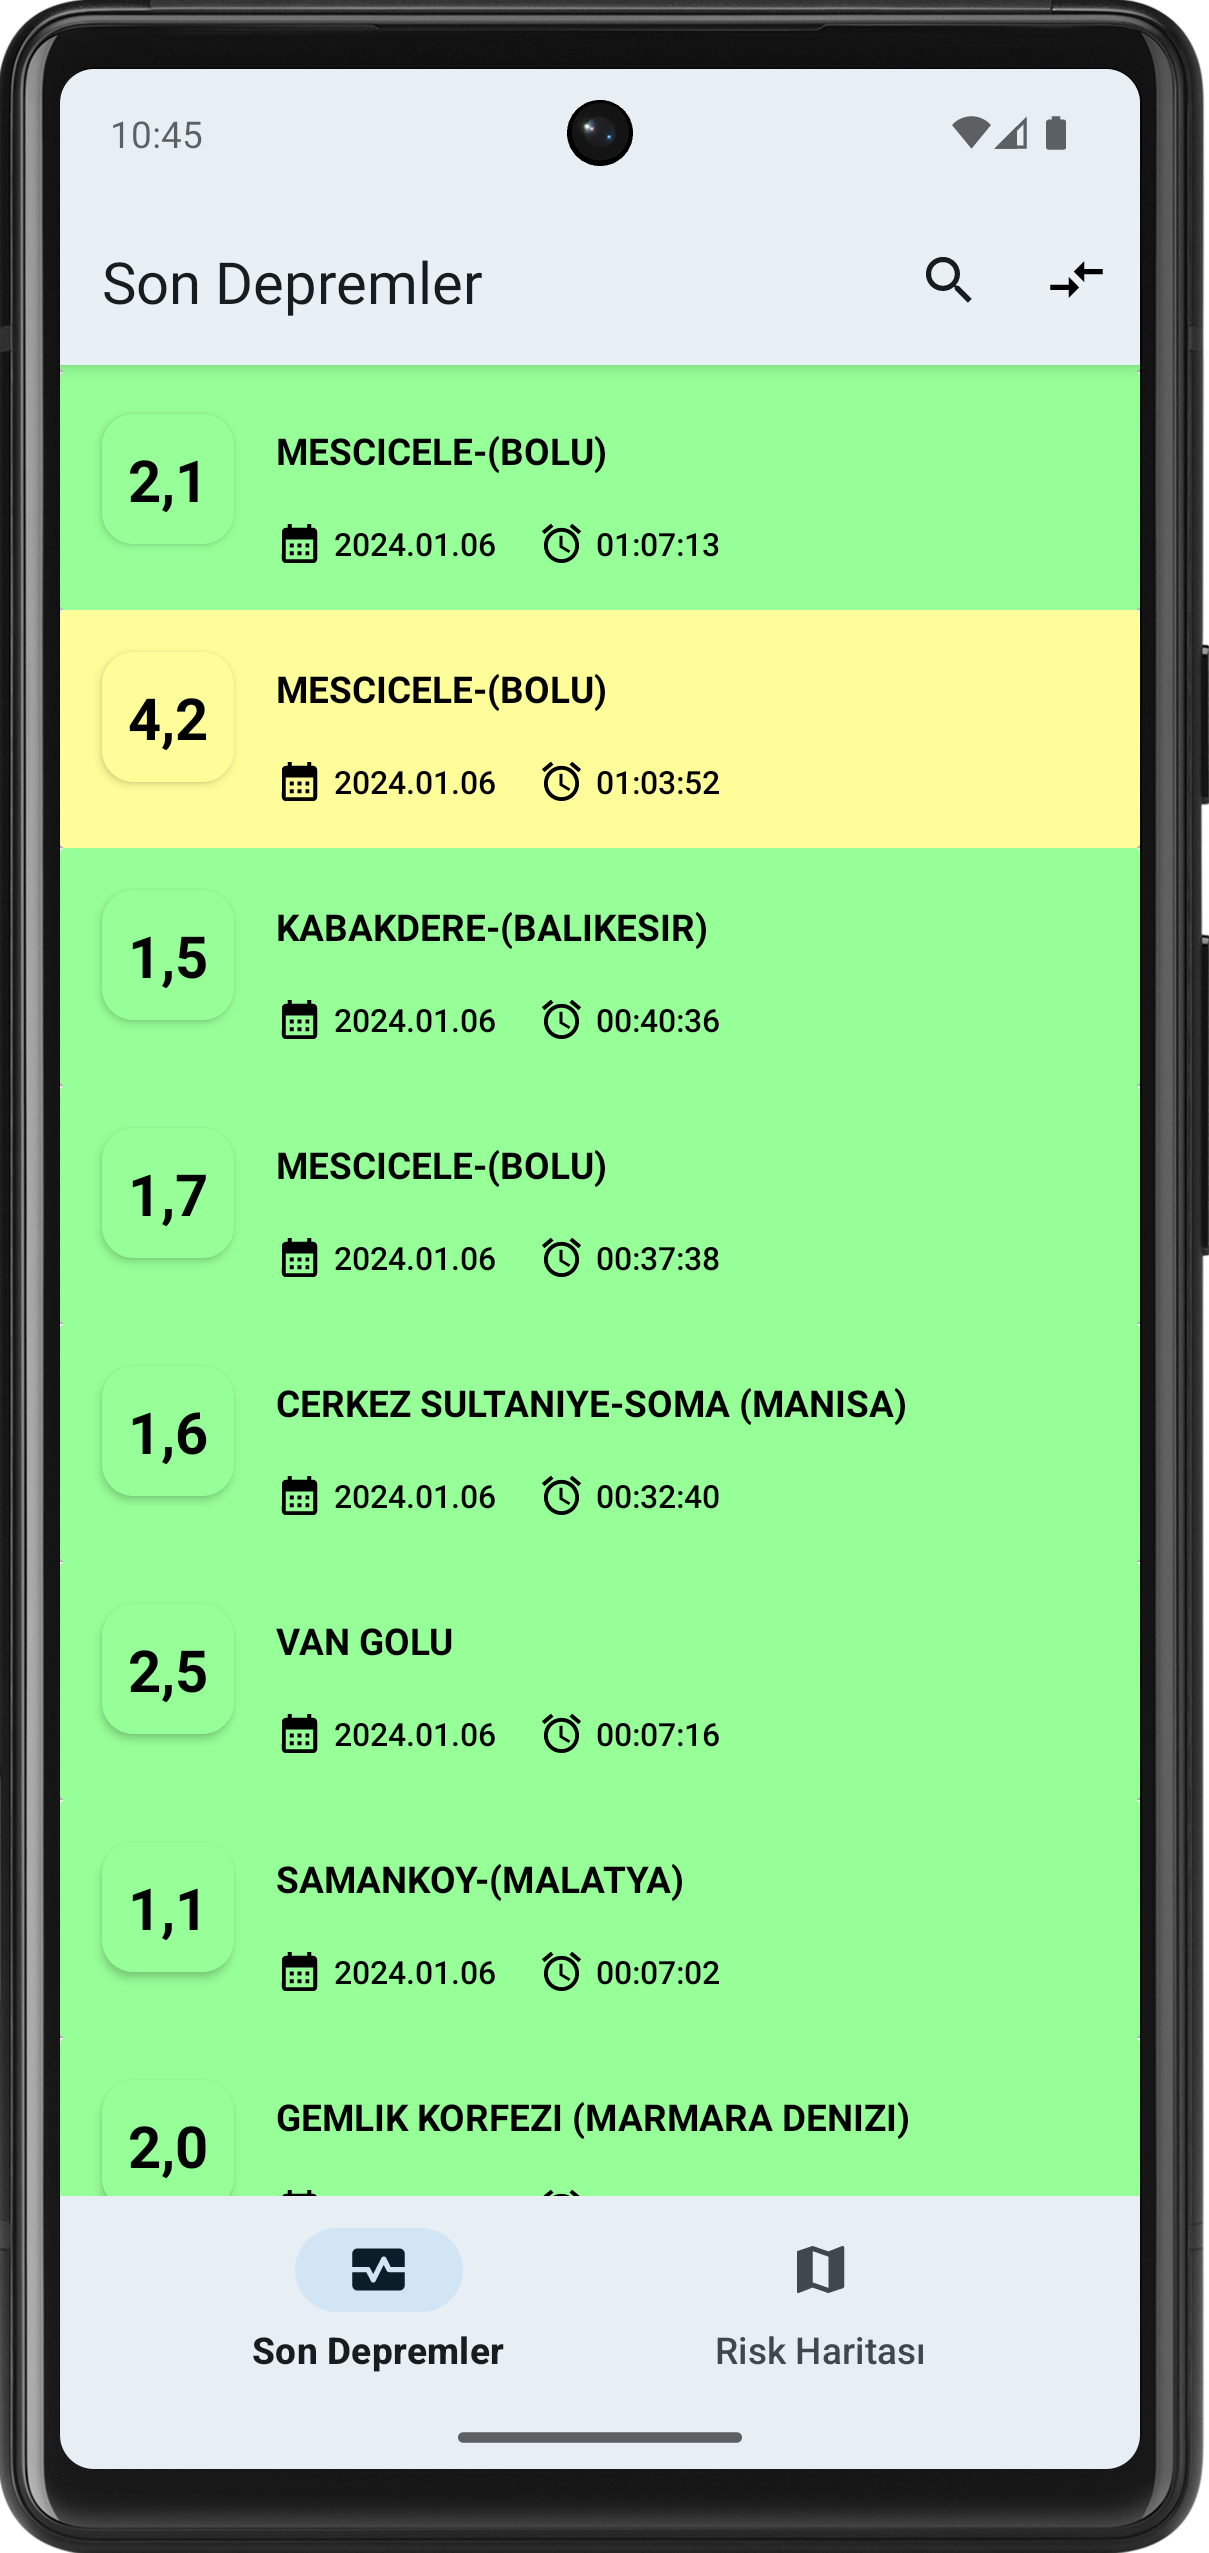 10:45
Son Depremler
2,1
MESCICELE-(BOLU)
2024.01.06 01:07:13
4,2
MESCICELE-(BOLU)
2024.01.06 01:03:52
1,5
KABAKDERE-(BALIKESIR)
2024.01.06 00:40:36
1,7
MESCICELE-(BOLU)
2024.01.06 00:37:38
1,6
CERKEZ SULTANIYE-SOMA (MANISA)
2024.01.06 00:32:40
2,5
VAN GOLU
2024.01.06 00:07:16
1,1
SAMANKOY-(MALATYA)
2024.01.06 00:07:02
2,0
GEMLIK KORFEZI (MARMARA DENIZI)
Son Depremler Risk Haritası